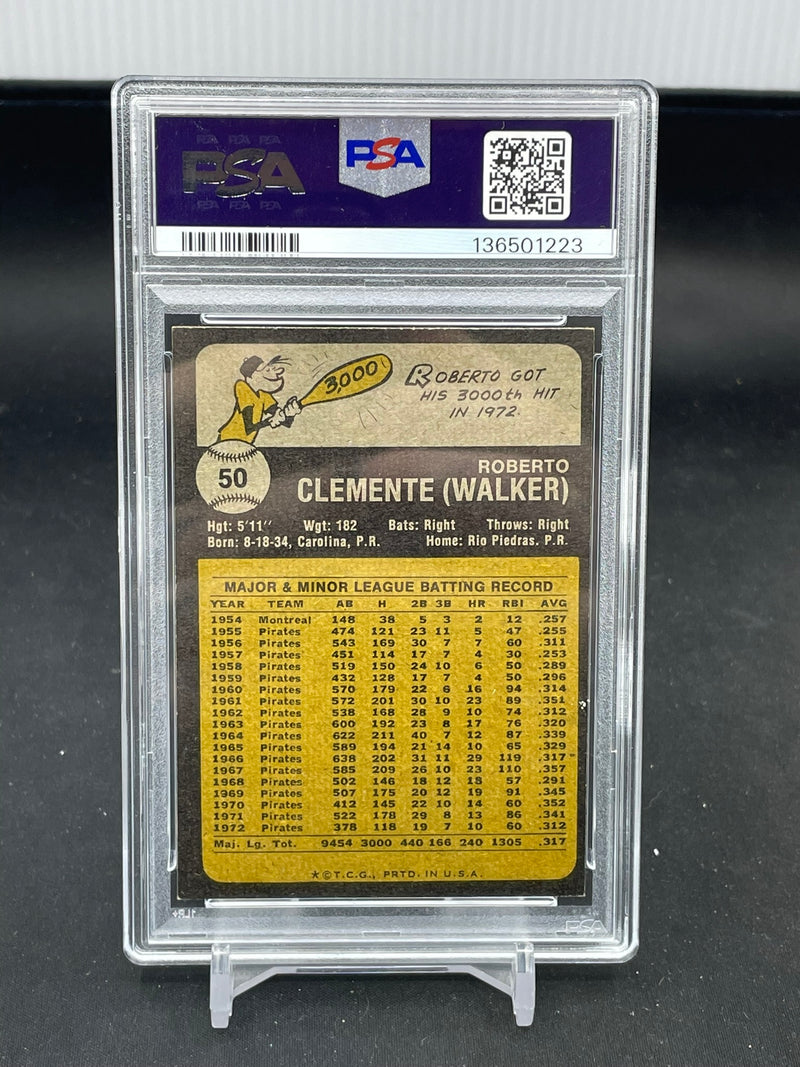 PSA PSA PSA
PSA
PSA PSA PSA
PSA
136501223
3,000
ROBERTO GOT
HIS 3000th HIT
IN 1972.
50
ROBERTO
CLEMENTE (WALKER)
Hgt: 5'11" Wgt: 182 Bats: Right Throws: Right
Born: 8-18-34, Carolina, P.R. Home: Rio Piedras, P.R.
MAJOR & MINOR LEAGUE BATTING RECORD
YEAR TEAM AB H 2B 3B HR RBI AVG
1954 Montreal 148 38 5 3 2 12 .257
1955 Pirates 474 121 23 11 5 47 .255
1956 Pirates 543 169 30 7 7 60 .311
1957 Pirates 451 114 17 7 4 30 .253
1958 Pirates 519 150 24 10 6 50 .289
1959 Pirates 432 128 17 7 4 50 .296
1960 Pirates 570 179 22 6 16 94 .314
1961 Pirates 572 201 30 10 23 89 .351
1962 Pirates 538 168 28 9 10 74 .312
1963 Pirates 600 192 23 8 17 76 .320
1964 Pirates 622 211 40 7 12 87 .339
1965 Pirates 589 194 21 14 10 65 .329
1966 Pirates 638 202 31 11 29 119 .317
1967 Pirates 585 209 26 10 23 110 .357
1968 Pirates 502 146 18 12 18 57 .291
1969 Pirates 507 175 20 12 19 91 .345
1970 Pirates 412 145 22 10 14 60 .352
1971 Pirates 522 178 29 8 13 86 .341
1972 Pirates 378 118 19 7 10 60 .312
Maj. Lg. Tot. 9454 3000 440 166 240 1305 .317
★©T.C.G., PRTD. IN U.S.A.
1LR+
PSA